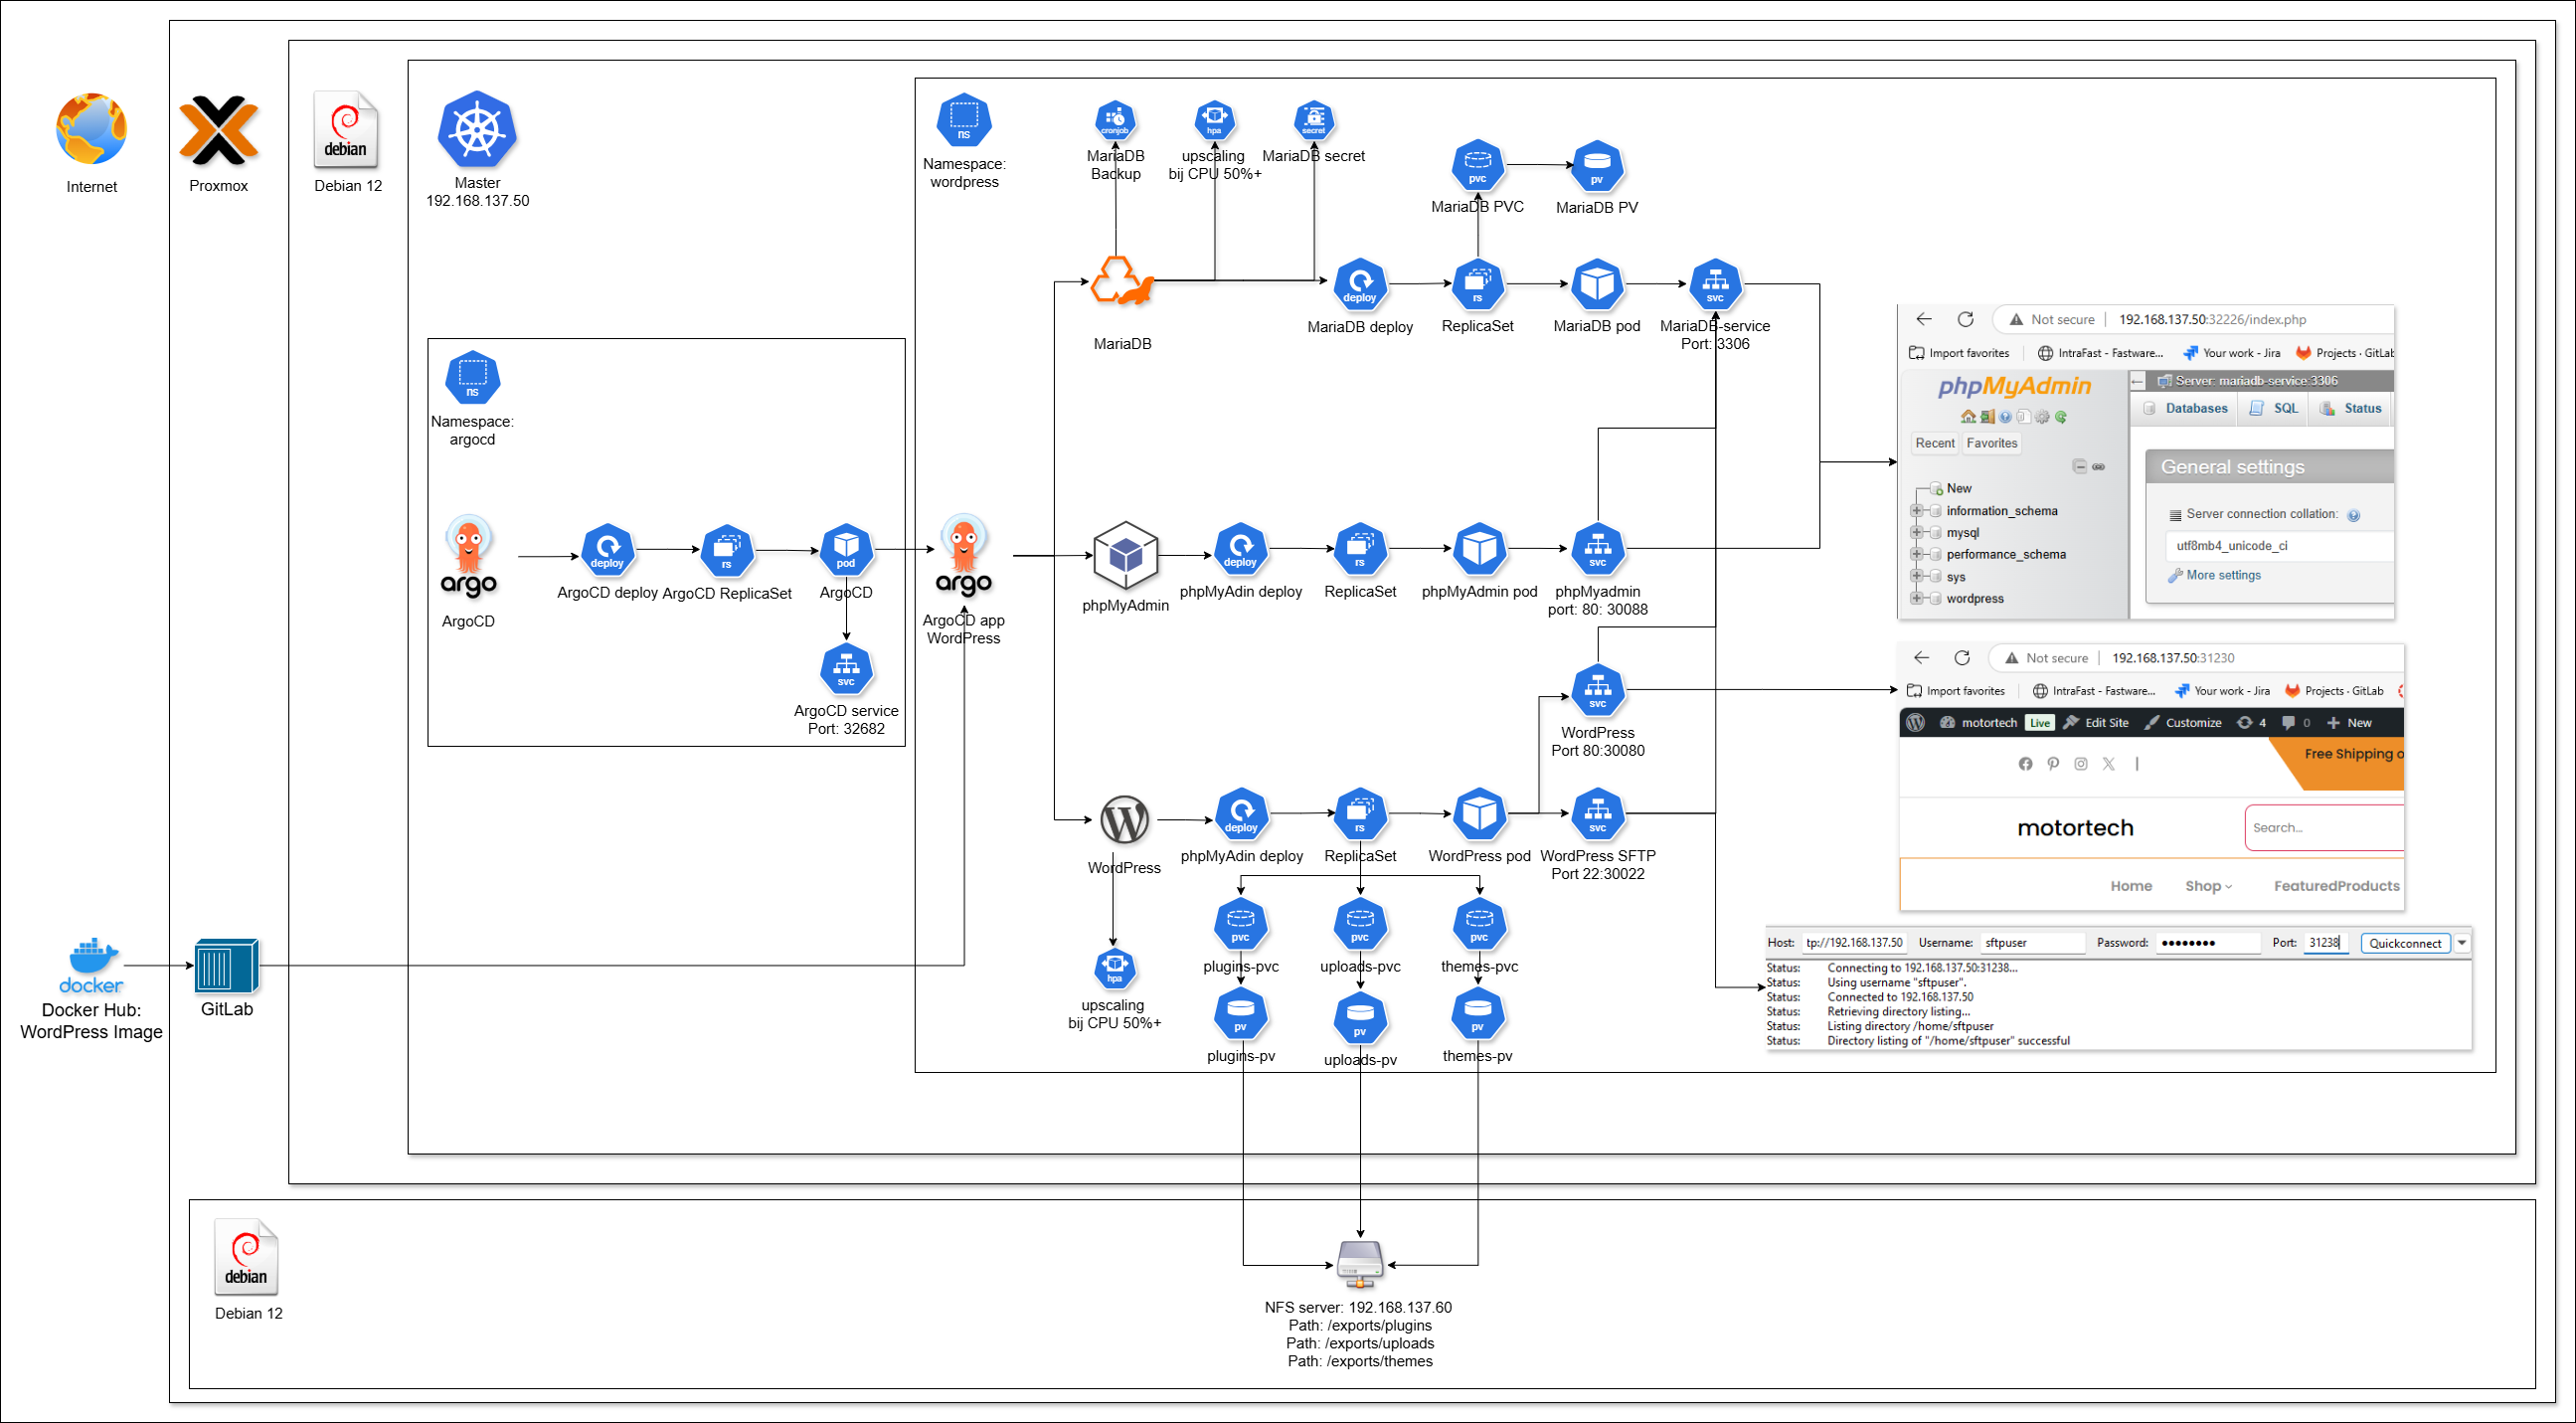 Internet
Proxmox
debian
Debian 12
Master
192.168.137.50
ns
Namespace:
wordpress
cronjob
MariaDB
Backup
hpa
upscaling
bij CPU 50%+
secret
MariaDB secret
pvc
MariaDB PVC
pv
MariaDB PV
MariaDB
deploy
MariaDB deploy
rs
ReplicaSet
MariaDB pod
svc
MariaDB-service
Port: 3306
ns
Namespace:
argocd
argo
ArgoCD
deploy
ArgoCD deploy
rs
ArgoCD ReplicaSet
pod
ArgoCD
svc
ArgoCD service
Port: 32682
argo
ArgoCD app
WordPress
phpMyAdmin
deploy
phpMyAdin deploy
rs
ReplicaSet
phpMyAdmin pod
svc
phpMyadmin
port: 80: 30088
svc
WordPress
Port 80:30080
WordPress
deploy
phpMyAdin deploy
rs
ReplicaSet
WordPress pod
svc
WordPress SFTP
Port 22:30022
hpa
upscaling
bij CPU 50%+
pvc
plugins-pvc
pvc
uploads-pvc
pvc
themes-pvc
pv
plugins-pv
pv
uploads-pv
pv
themes-pv
Not secure 192.168.137.50:32226/index.php
Import favorites IntraFast - Fastware... Your work - Jira Projects · GitLab
phpMyAdmin
Server: mariadb-service:3306
Databases SQL Status
Recent Favorites
General settings
New
information_schema
mysql
performance_schema
sys
wordpress
Server connection collation:
utf8mb4_unicode_ci
More settings
Not secure 192.168.137.50:31230
Import favorites IntraFast - Fastware... Your work - Jira Projects · GitLab
motortech Live Edit Site Customize 4 0 New
Free Shipping o
motortech
Search...
Home Shop FeaturedProducts
Host: tp://192.168.137.50 Username: sftpuser Password: ●●●●●●●● Port: 31238 Quickconnect
Status: Connecting to 192.168.137.50:31238...
Status: Using username "sftpuser".
Status: Connected to 192.168.137.50
Status: Retrieving directory listing...
Status: Listing directory /home/sftpuser
Status: Directory listing of "/home/sftpuser" successful
docker
Docker Hub:
WordPress Image
GitLab
debian
Debian 12
NFS server: 192.168.137.60
Path: /exports/plugins
Path: /exports/uploads
Path: /exports/themes